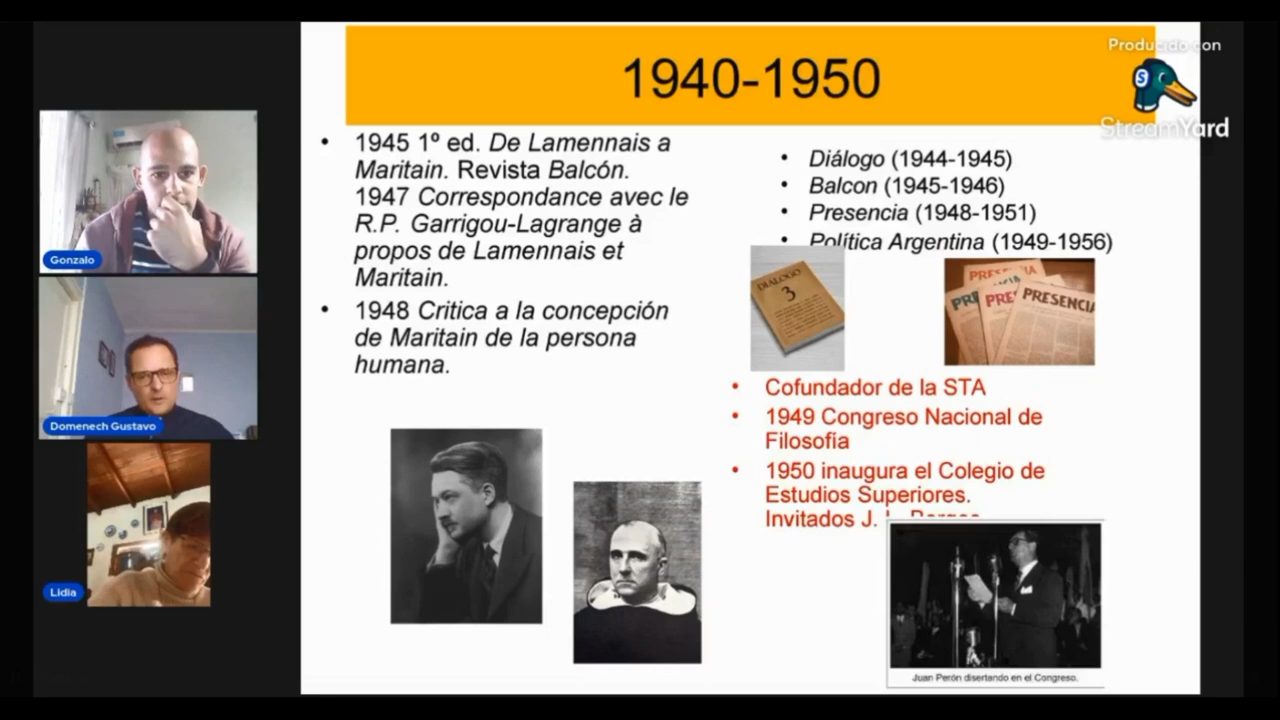 1940-1950
Producido con
StreamYard
• 1945 1º ed. De Lamennais a
Maritain. Revista Balcón.
1947 Correspondance avec le
R.P. Garrigou-Lagrange à
propos de Lamennais et
Maritain.
• 1948 Critica a la concepción
de Maritain de la persona
humana.
• Diálogo (1944-1945)
• Balcon (1945-1946)
• Presencia (1948-1951)
• Política Argentina (1949-1956)
DIALOGO
3
PRESENCIA
PRE
PRES
PRESENCIA
• Cofundador de la STA
• 1949 Congreso Nacional de
Filosofía
• 1950 inaugura el Colegio de
Estudios Superiores.
Invitados J. L. Borges
Juan Perón disertando en el Congreso.
Gonzalo
Domenech Gustavo
Lidia